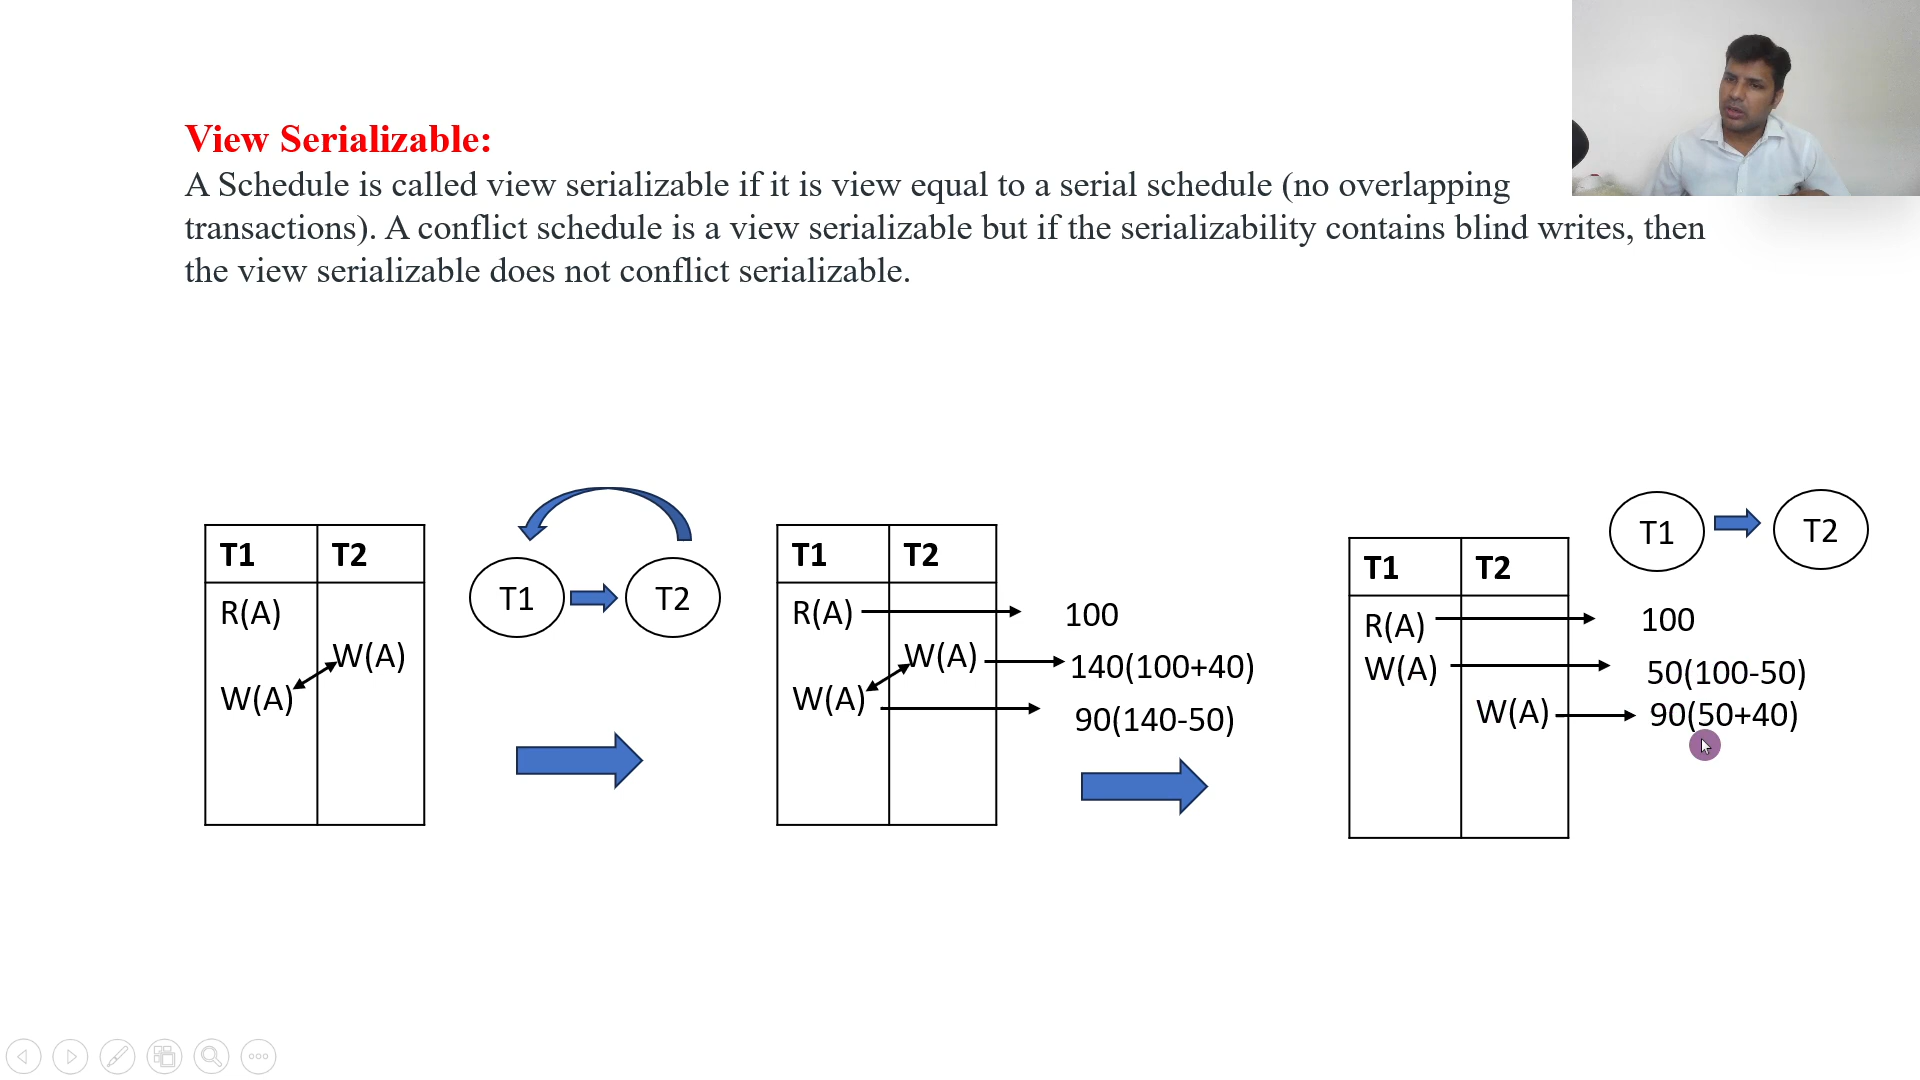 View Serializable:
A Schedule is called view serializable if it is view equal to a serial schedule (no overlapping
transactions). A conflict schedule is a view serializable but if the serializability contains blind writes, then
the view serializable does not conflict serializable.
T1 T2
R(A)
W(A)
W(A)
T1 T2
T1 T2
R(A) 100
W(A) 140(100+40)
W(A) 90(140-50)
T1 T2
T1 T2
R(A) 100
W(A) 50(100-50)
W(A) 90(50+40)